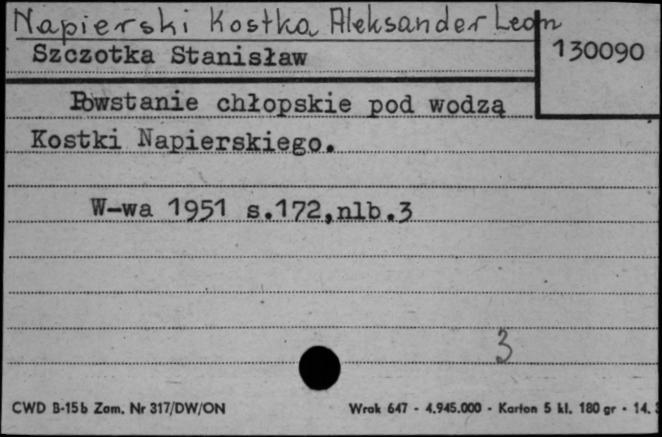 Napierski Kostka Aleksander Leon
Szczotka Stanisław
130090
Powstanie chłopskie pod wodzą
Kostki Napierskiego.
W-wa 1951 s.172,nlb.3
3
CWD B-15b Zam. Nr 317/DW/ON
Wrak 647 - 4.945.000 - Karton 5 kl. 180 gr - 14.